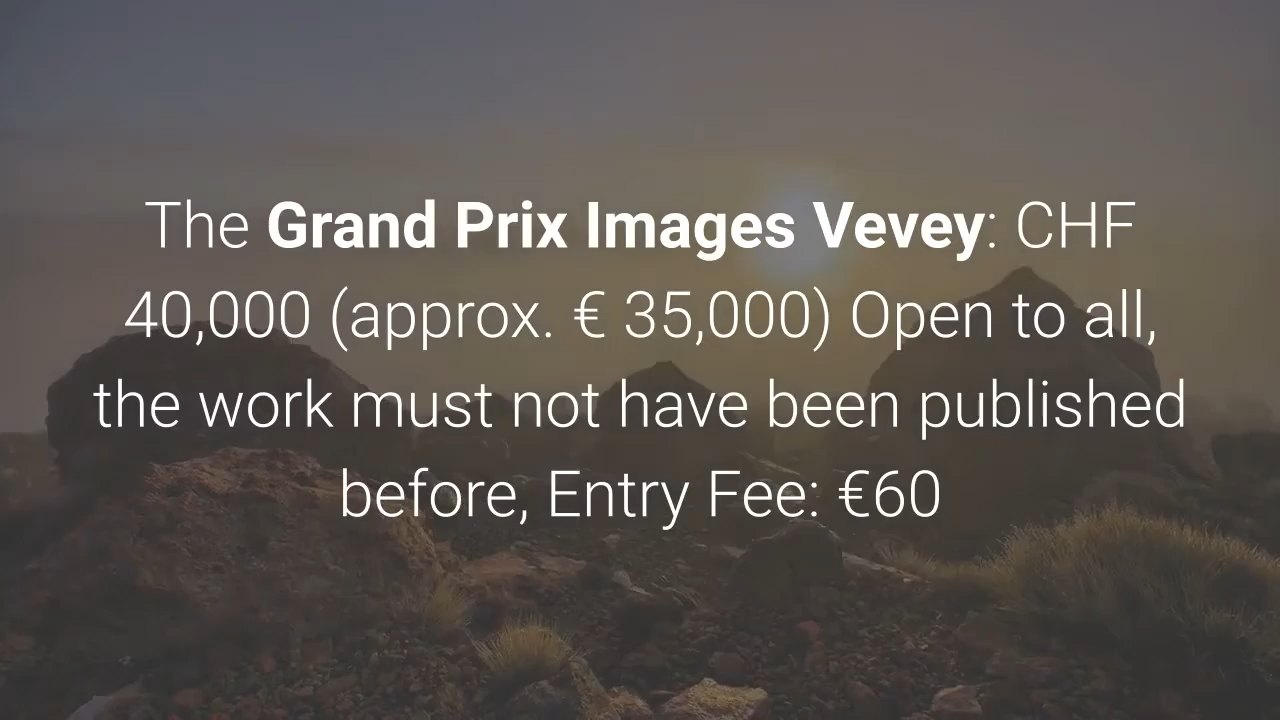 The Grand Prix Images Vevey: CHF
40,000 (approx. € 35,000) Open to all,
the work must not have been published
before, Entry Fee: €60